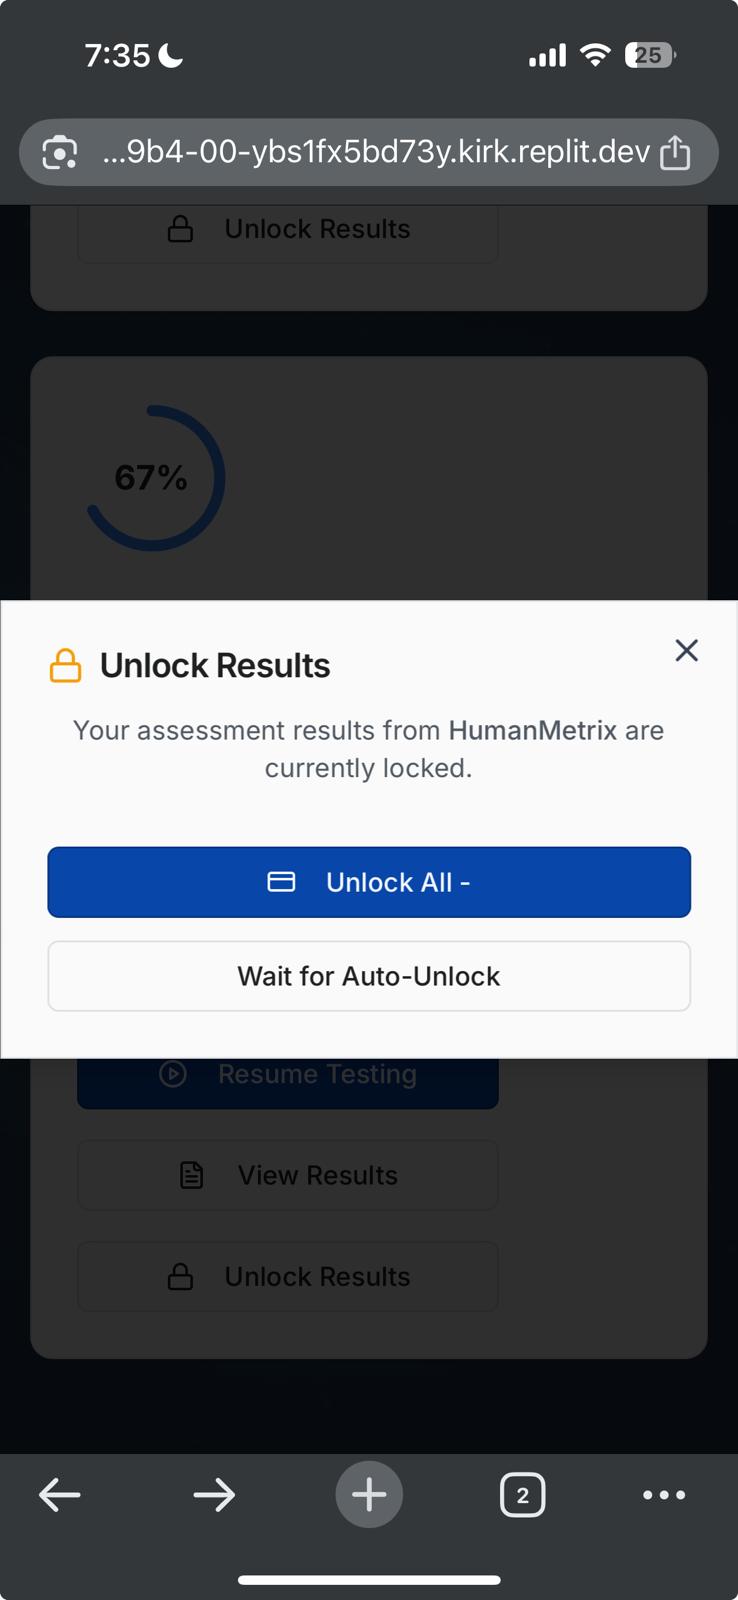 7:35
25
...9b4-00-ybs1fx5bd73y.kirk.replit.dev
Unlock Results
67%
Unlock Results
Your assessment results from HumanMetrix are
currently locked.
Unlock All -
Wait for Auto-Unlock
Resume Testing
View Results
Unlock Results
2